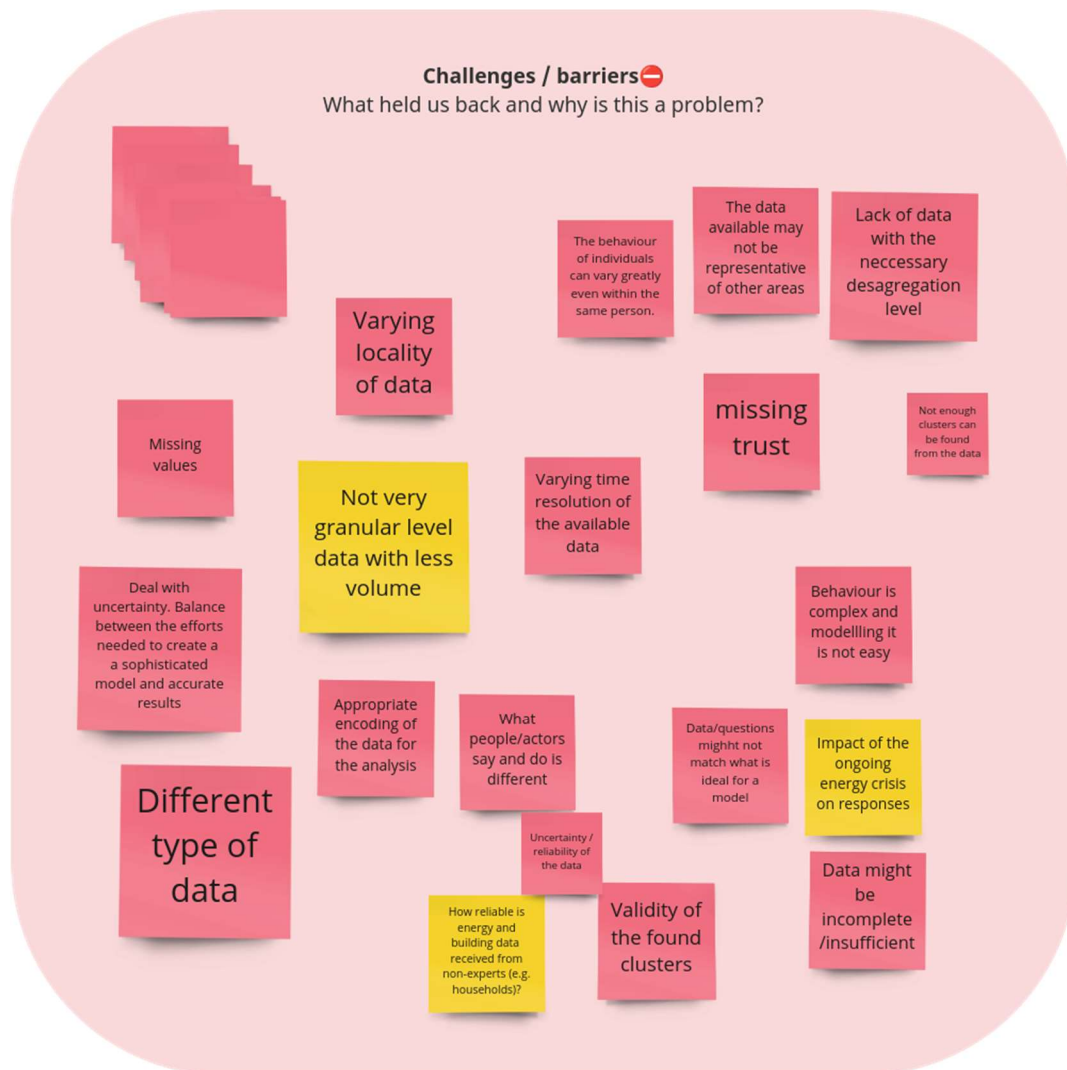 Challenges / barriers⛔
What held us back and why is this a problem?
The behaviour
of individuals
can vary greatly
even within the
same person.
The data
available may
not be
representative
of other areas
Lack of data
with the
neccessary
desagregation
level
Varying
locality
of data
missing
trust
Not enough
clusters can
be found
from the data
Missing
values
Not very
granular level
data with less
volume
Varying time
resolution of
the available
data
Deal with
uncertainty. Balance
between the efforts
needed to create a
a sophisticated
model and accurate
results
Behaviour is
complex and
modellling it
is not easy
Appropriate
encoding of
the data for
the analysis
What
people/actors
say and do is
different
Data/questions
mighht not
match what is
ideal for a
model
Impact of the
ongoing
energy crisis
on responses
Different
type of
data
Uncertainty /
reliability of
the data
How reliable is
energy and
building data
received from
non-experts (e.g.
households)?
Validity of
the found
clusters
Data might
be
incomplete
/insufficient